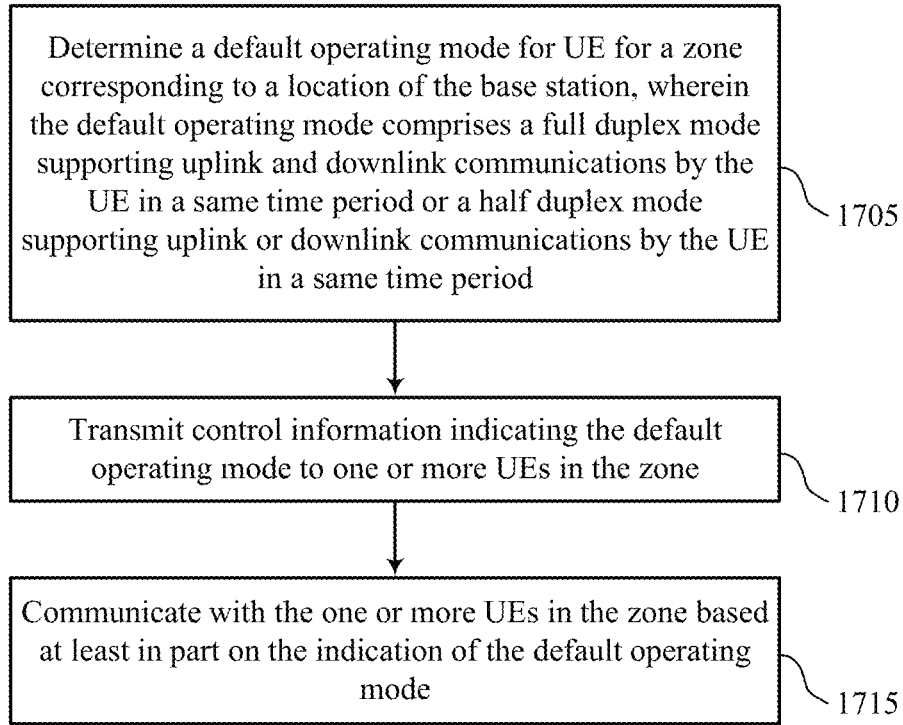 Determine a default operating mode for UE for a zone
corresponding to a location of the base station, wherein
the default operating mode comprises a full duplex mode
supporting uplink and downlink communications by the
UE in a same time period or a half duplex mode
supporting uplink or downlink communications by the UE
in a same time period
1705
Transmit control information indicating the default
operating mode to one or more UEs in the zone
1710
Communicate with the one or more UEs in the zone based
at least in part on the indication of the default operating
mode
1715